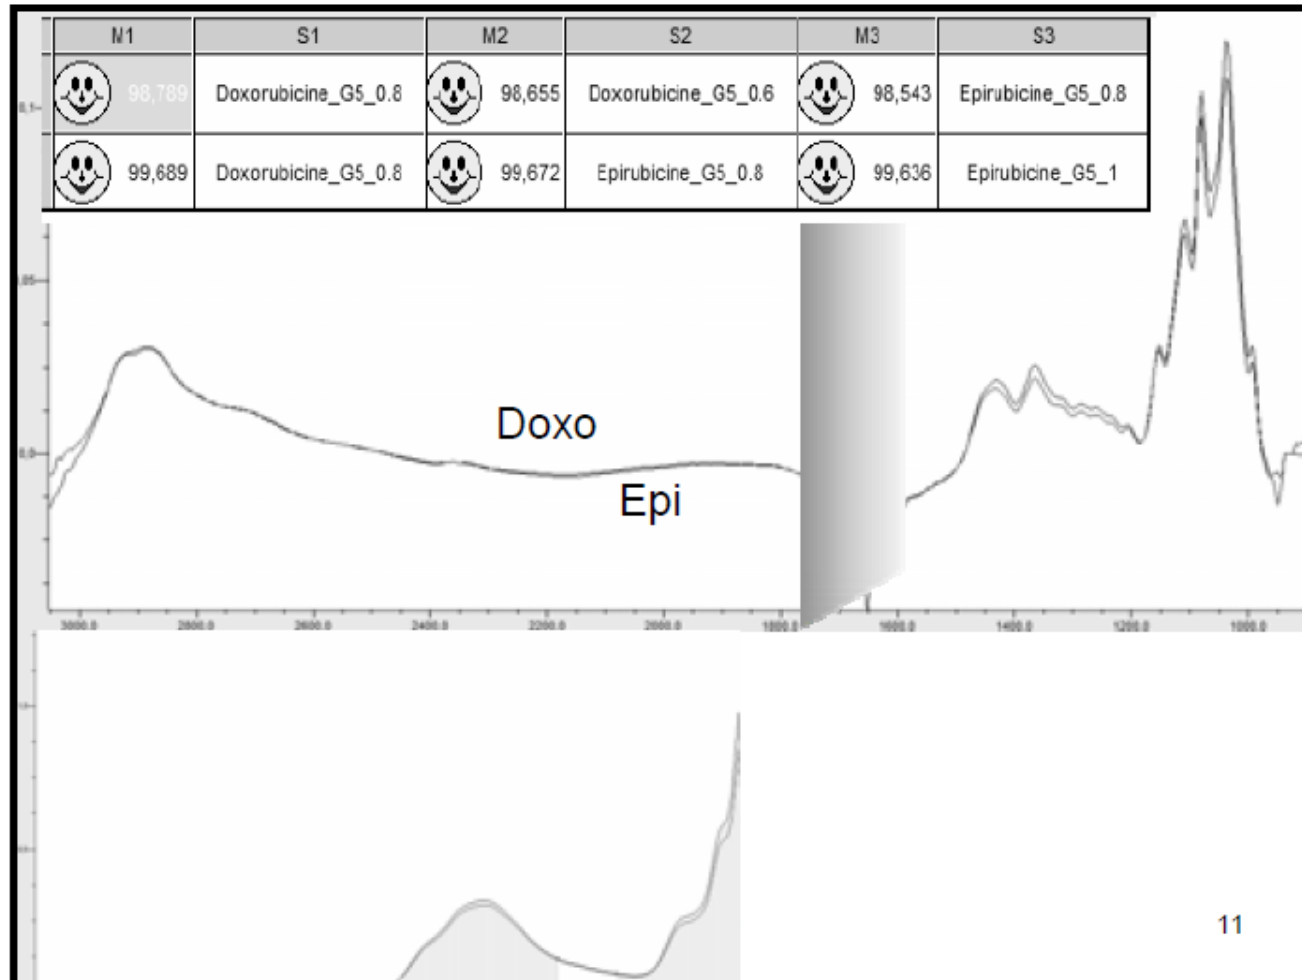 M1 S1 M2 S2 M3 S3
98,789 Doxorubicine_G5_0.8 98,655 Doxorubicine_G5_0.6 98,543 Epirubicine_G5_0.8
99,689 Doxorubicine_G5_0.8 99,672 Epirubicine_G5_0.8 99,636 Epirubicine_G5_1
Doxo
Epi
3000.0 2800.0 2600.0 2400.0 2200.0 2000.0 1800.0 1600.0 1400.0 1200.0 1000.0
11